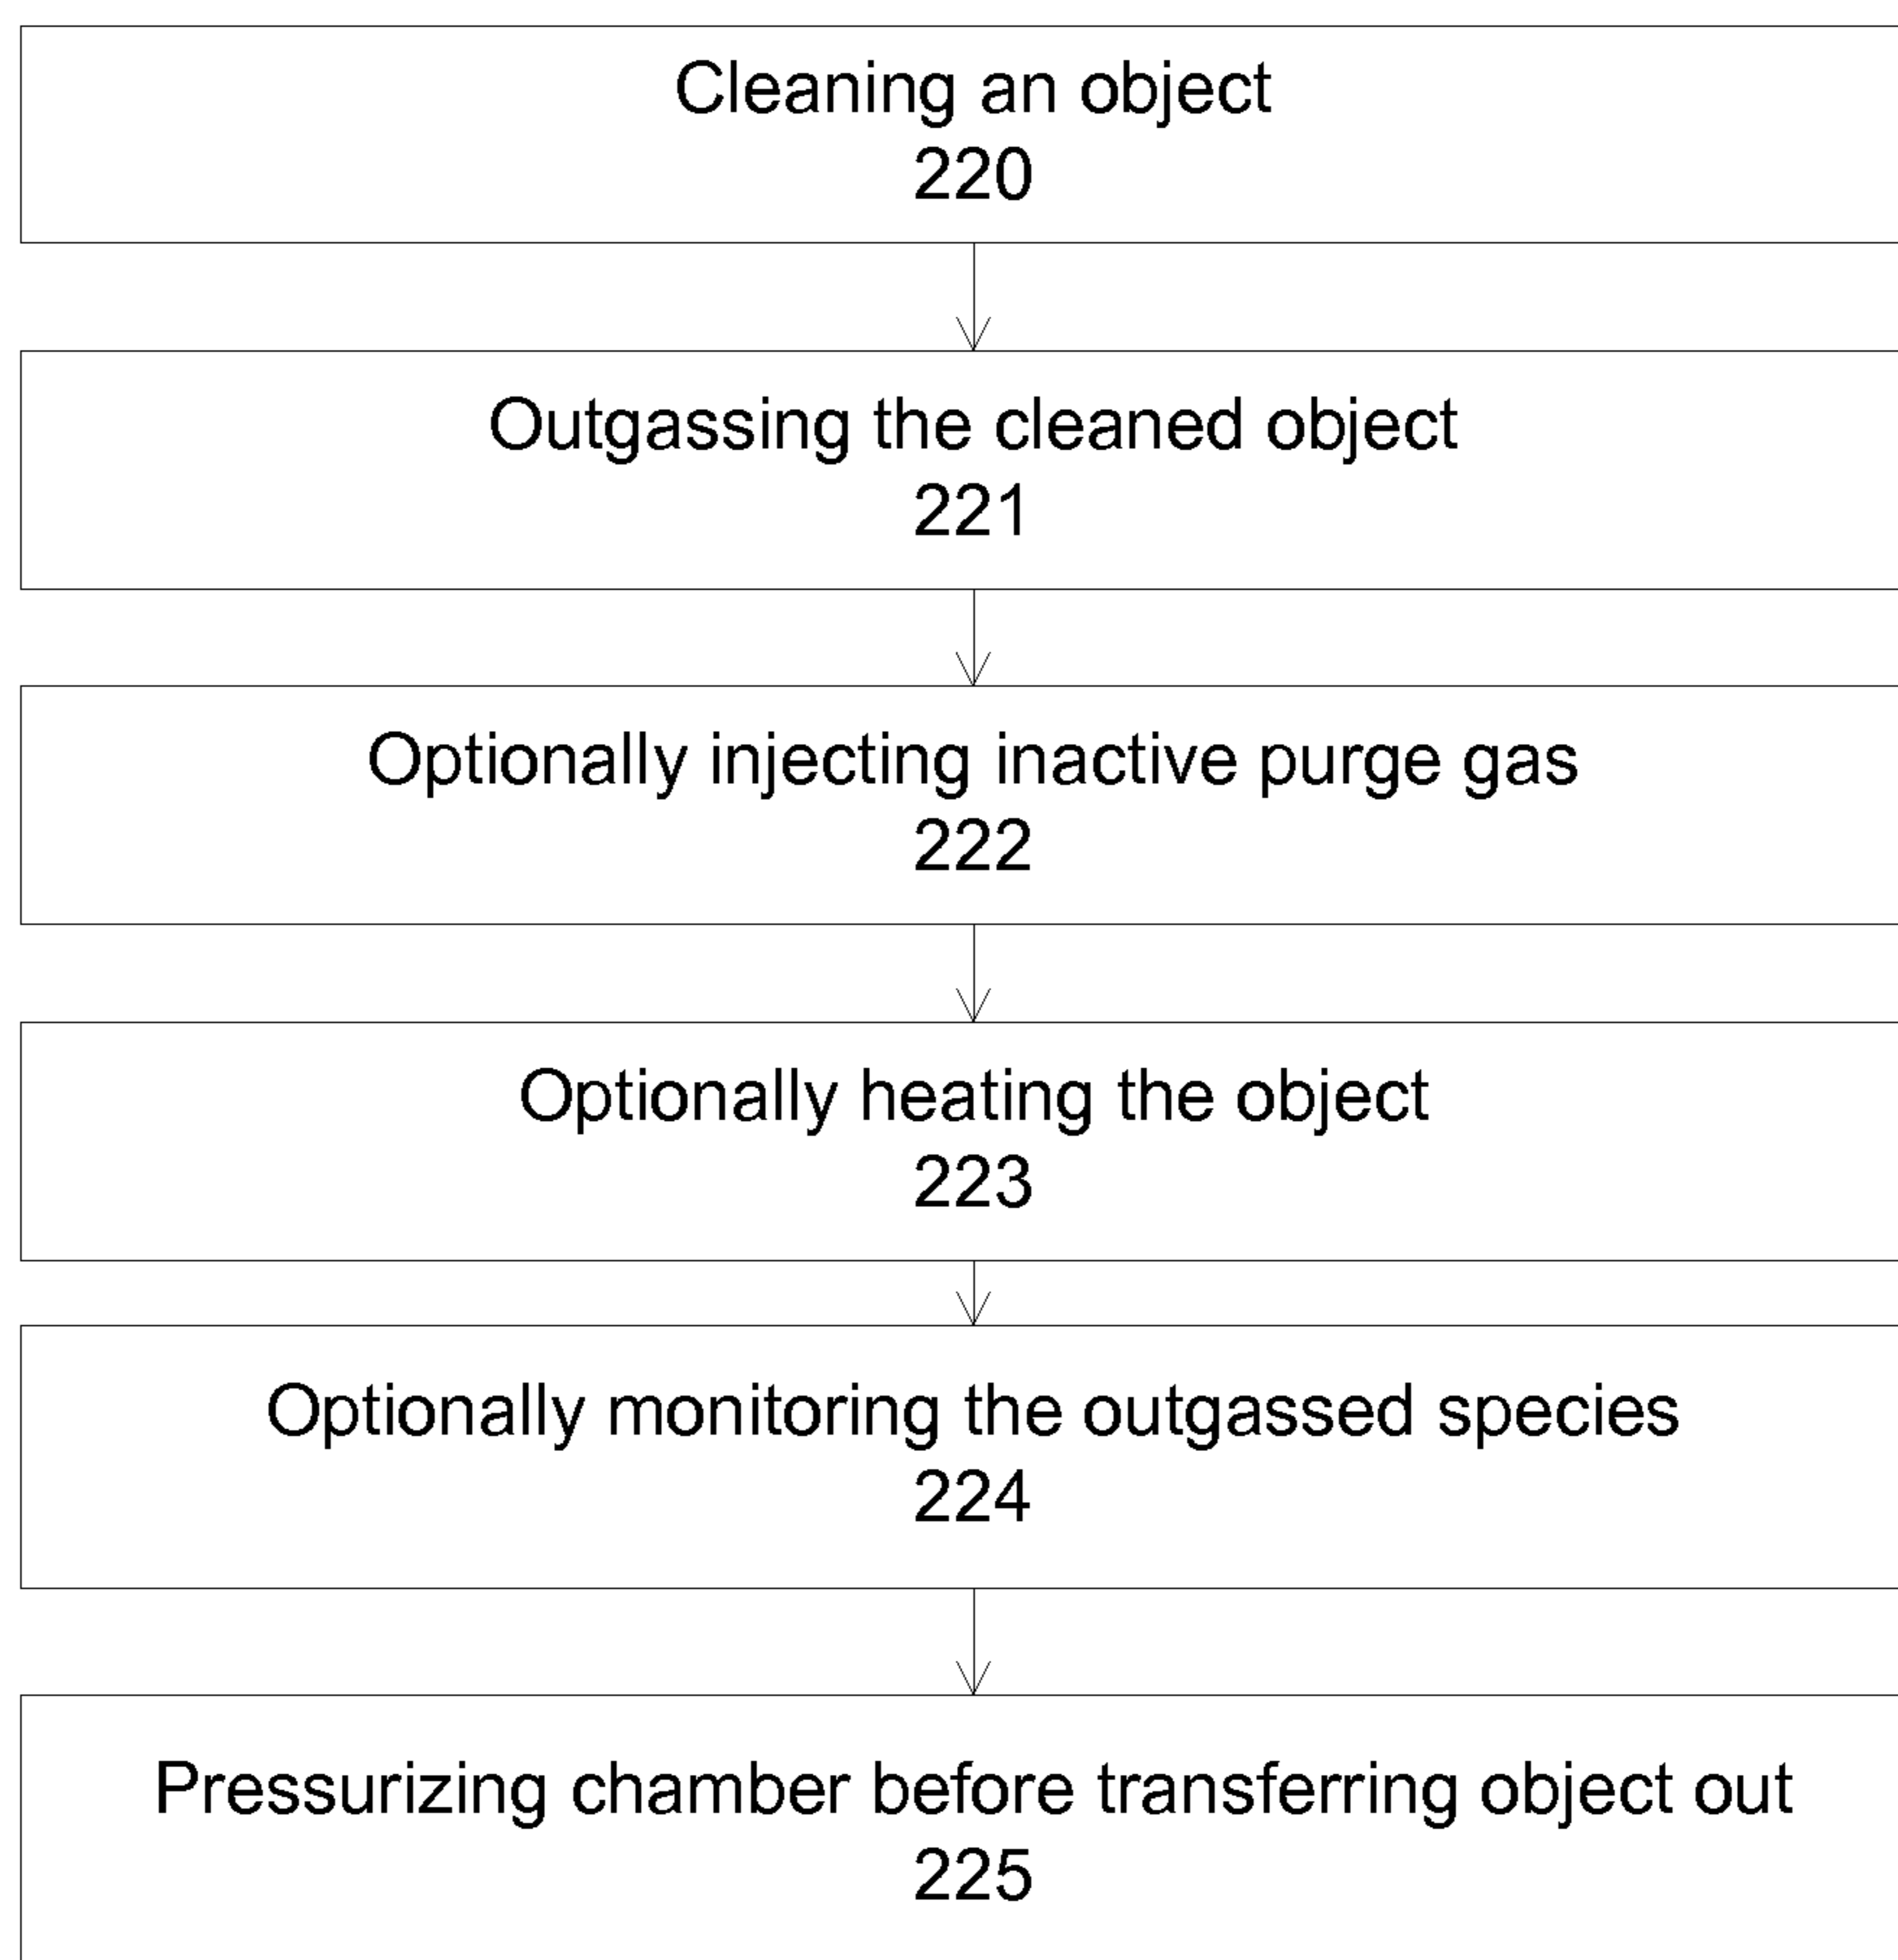 Cleaning an object
220
Outgassing the cleaned object
221
Optionally injecting inactive purge gas
222
Optionally heating the object
223
Optionally monitoring the outgassed species
224
Pressurizing chamber before transferring object out
225